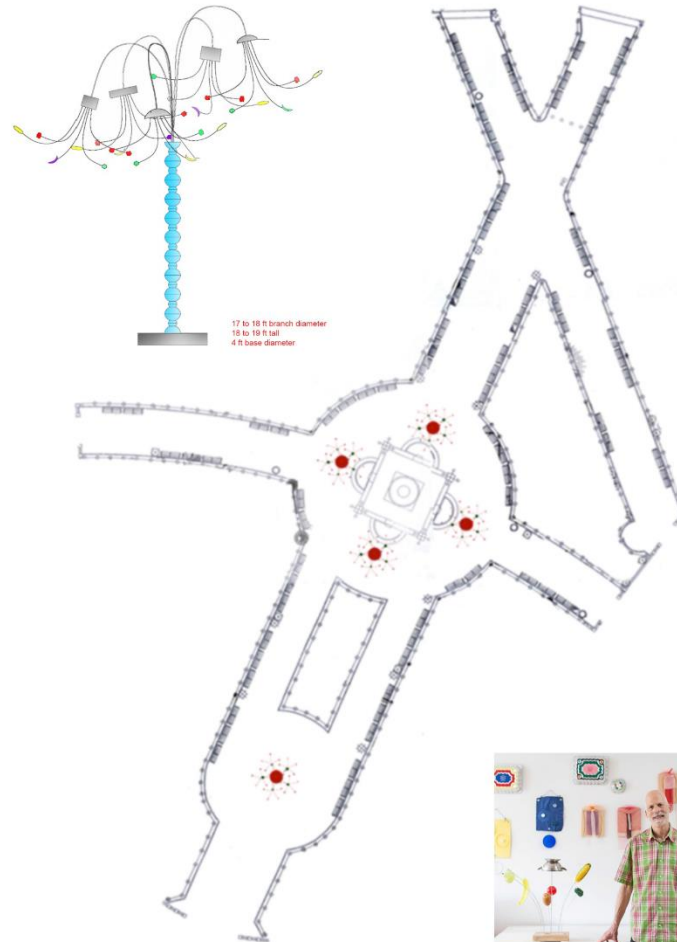 17 to 18 ft branch diameter
18 to 19 ft tall
4 ft base diameter